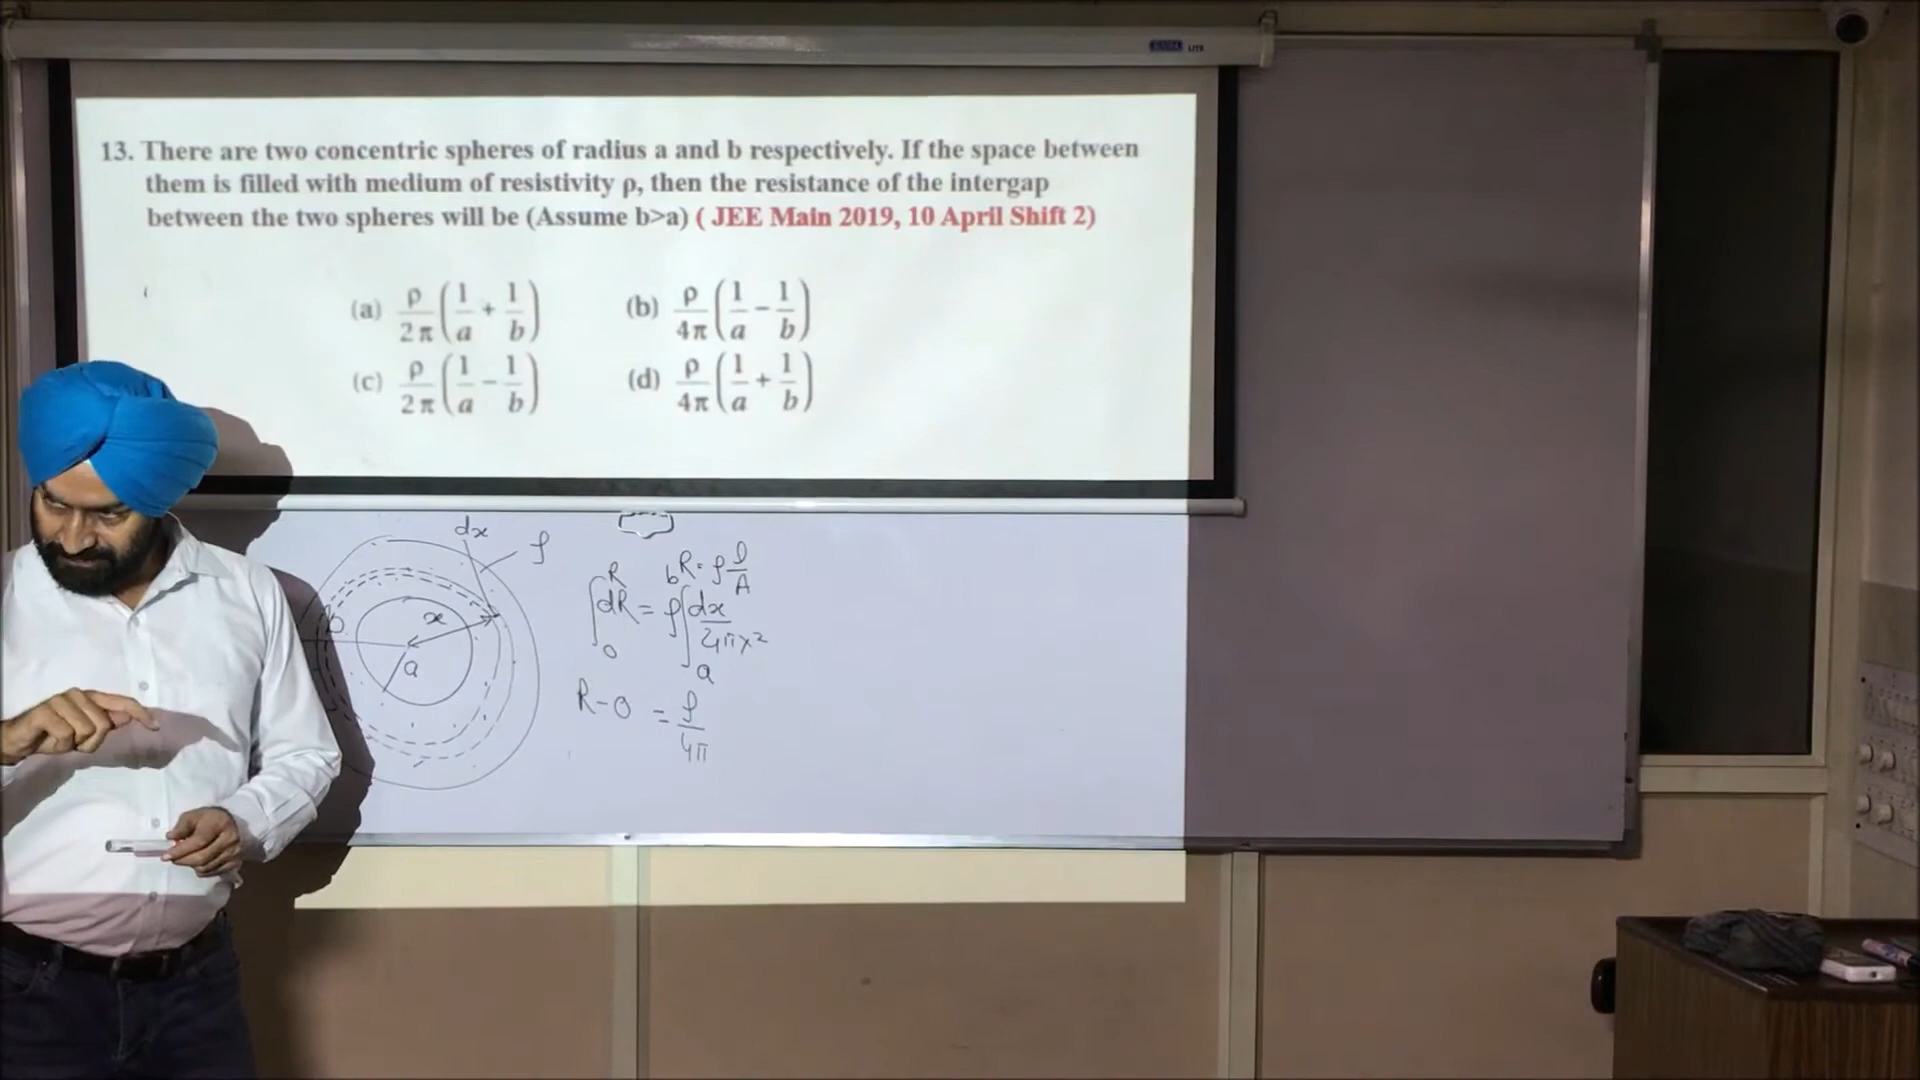 13. There are two concentric spheres of radius a and b respectively. If the space between
them is filled with medium of resistivity ρ, then the resistance of the intergap
between the two spheres will be (Assume b>a) ( JEE Main 2019, 10 April Shift 2)
(a) ρ/2π (1/a + 1/b) (b) ρ/4π (1/a − 1/b)
(c) ρ/2π (1/a − 1/b) (d) ρ/4π (1/a + 1/b)
dx
ρ
b
x
a
R = ρ l/A
∫₀ᴿ dR = ρ ∫ₐᵇ dx/4πx²
R-0 = ρ/4π